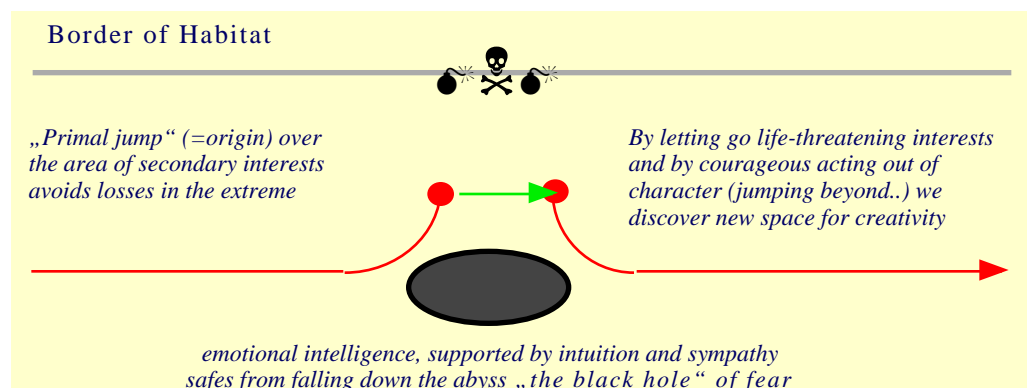 Border of Habitat
„Primal jump“ (=origin) over
the area of secondary interests
avoids losses in the extreme
By letting go life-threatening interests
and by courageous acting out of
character (jumping beyond..) we
discover new space for creativity
emotional intelligence, supported by intuition and sympathy
safes from falling down the abyss „the black hole“ of fear